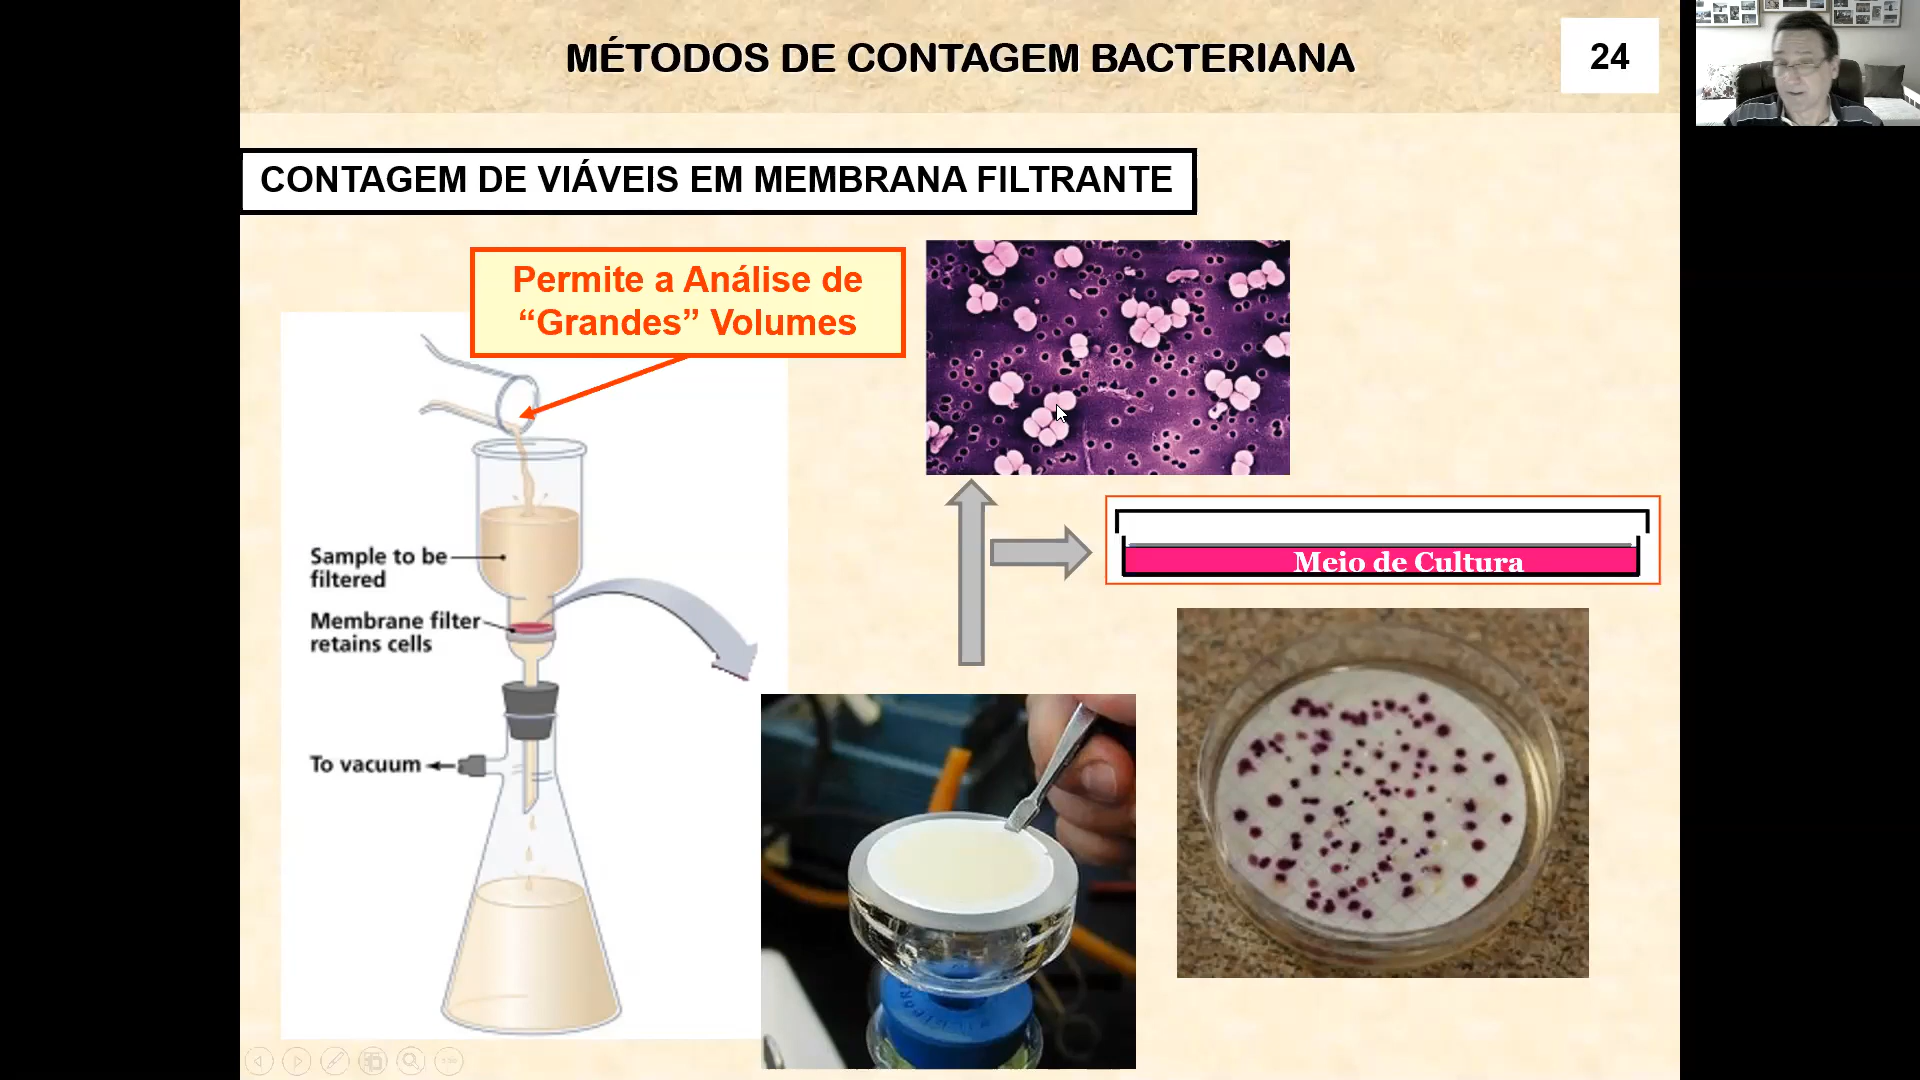 MÉTODOS DE CONTAGEM BACTERIANA
24
CONTAGEM DE VIÁVEIS EM MEMBRANA FILTRANTE
Permite a Análise de
“Grandes” Volumes
Sample to be
filtered
Membrane filter
retains cells
To vacuum
Meio de Cultura